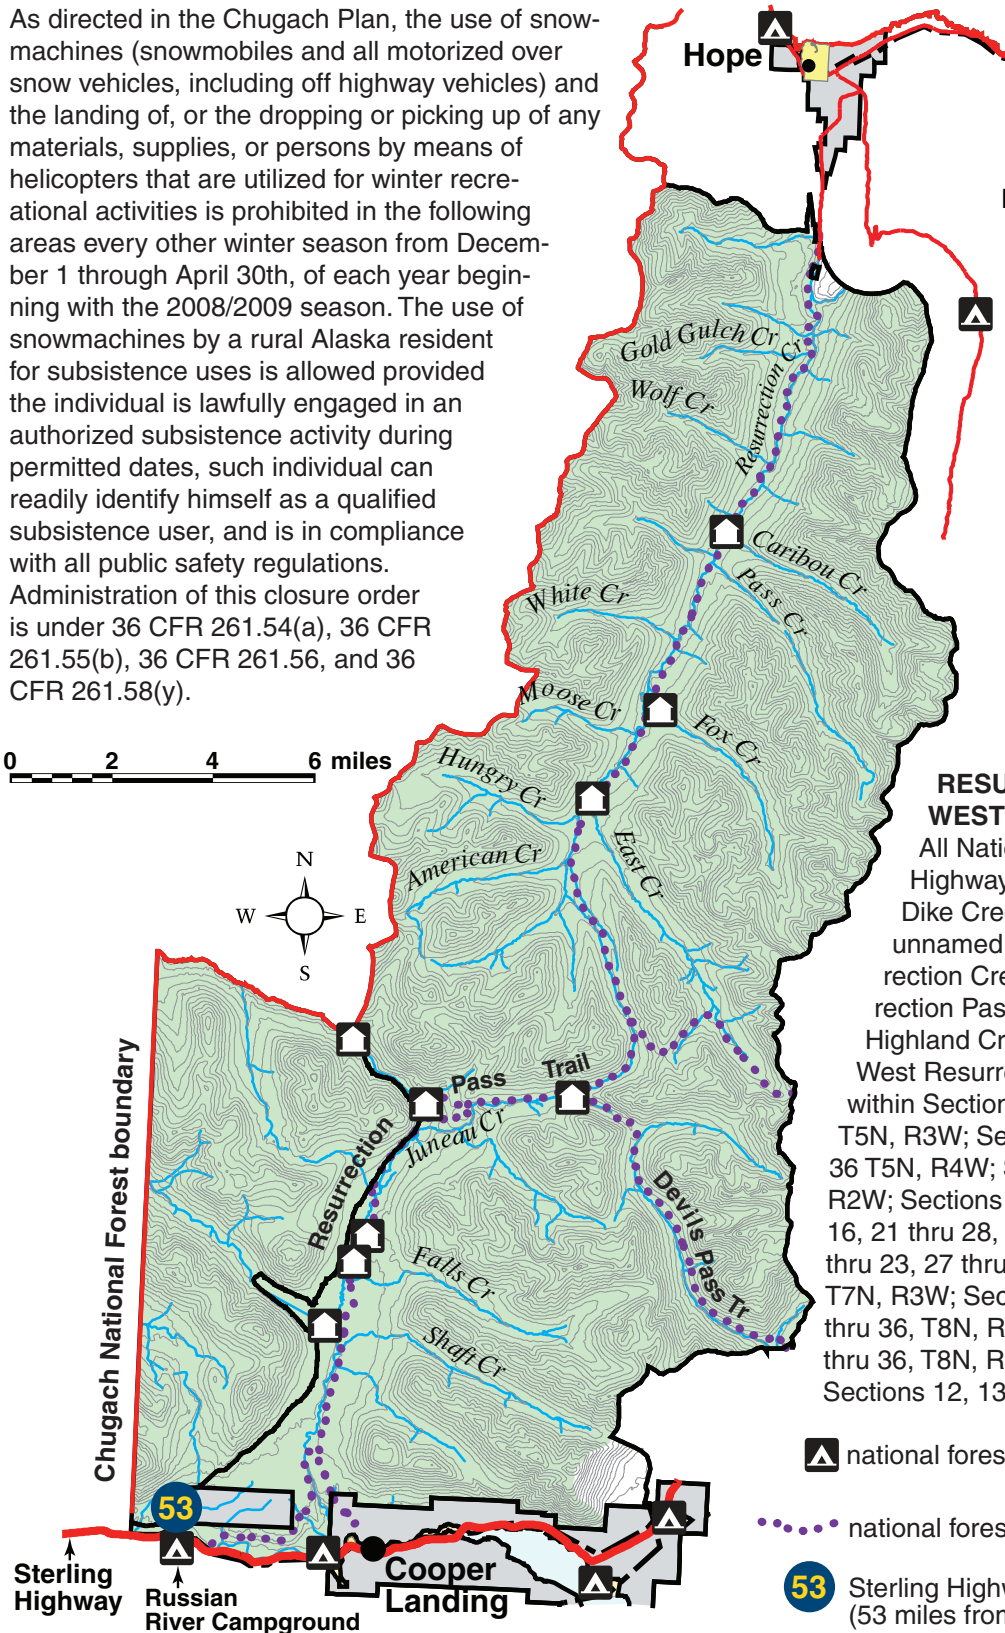 As directed in the Chugach Plan, the use of snow-
machines (snowmobiles and all motorized over
snow vehicles, including off highway vehicles) and
the landing of, or the dropping or picking up of any
materials, supplies, or persons by means of
helicopters that are utilized for winter recre-
ational activities is prohibited in the following
areas every other winter season from Decem-
ber 1 through April 30th, of each year begin-
ning with the 2008/2009 season. The use of
snowmachines by a rural Alaska resident
for subsistence uses is allowed provided
the individual is lawfully engaged in an
authorized subsistence activity during
permitted dates, such individual can
readily identify himself as a qualified
subsistence user, and is in compliance
with all public safety regulations.
Administration of this closure order
is under 36 CFR 261.54(a), 36 CFR
261.55(b), 36 CFR 261.56, and 36
CFR 261.58(y).
0 2 4 6 miles
N
W E
S
Hope
Gold Gulch Cr
Resurrection Cr
Wolf Cr
Caribou Cr
Pass Cr
White Cr
Moose Cr
Fox Cr
Hungry Cr
American Cr
East Cr
Resurrection Pass Trail
Juneau Cr
Devils Pass Tr
Falls Cr
Shaft Cr
Chugach National Forest boundary
53
Sterling
Highway
Russian
River Campground
Cooper
Landing
RESU
WEST
All Natio
Highway
Dike Cre
unnamed
rection Cre
rection Pas
Highland Cr
West Resurre
within Section
T5N, R3W; Se
36 T5N, R4W; S
R2W; Sections
16, 21 thru 28,
thru 23, 27 thru
T7N, R3W; Sec
thru 36, T8N, R
thru 36, T8N, R
Sections 12, 13
national fores
national fores
53 Sterling Highw
(53 miles from